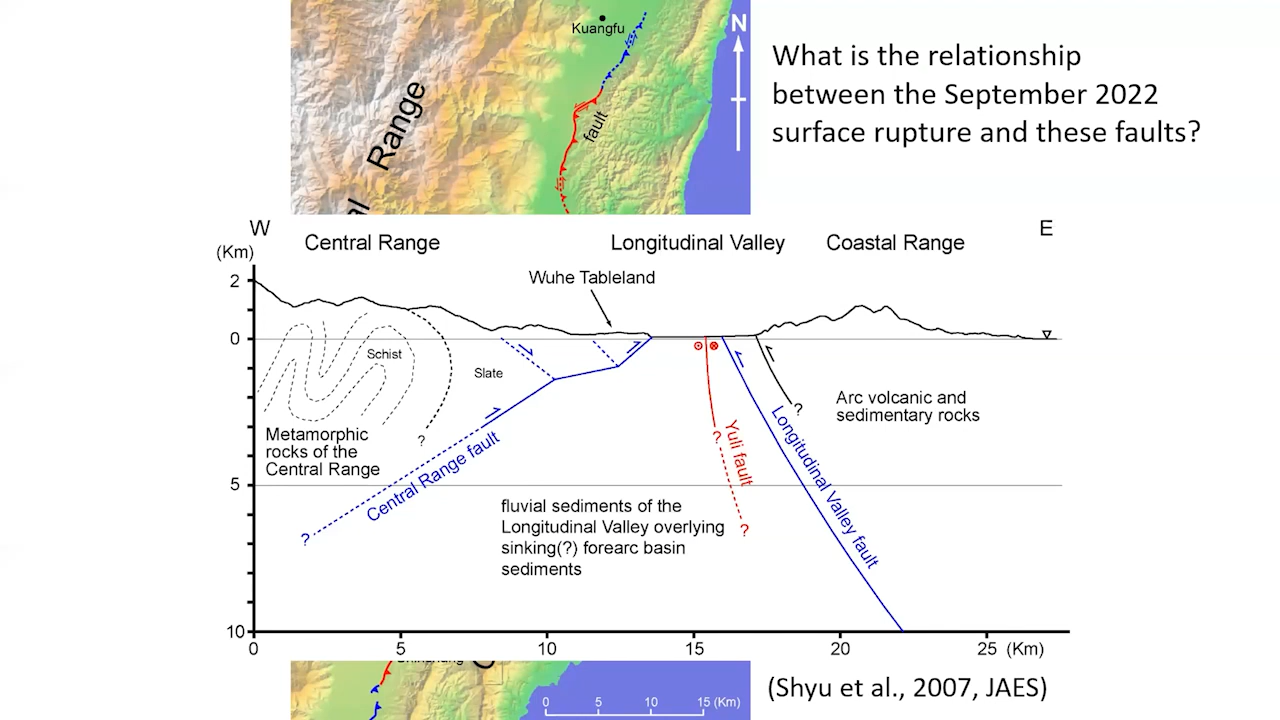 Kuangfu
N
What is the relationship
between the September 2022
surface rupture and these faults?
Range
fault
al
W
E
(Km)
Central Range
Longitudinal Valley
Coastal Range
Wuhe Tableland
2
0
5
10
Schist
Slate
?
Metamorphic
rocks of the
Central Range
?
Central Range fault
fluvial sediments of the
Longitudinal Valley overlying
sinking(?) forearc basin
sediments
?
Yuli fault
?
?
Longitudinal Valley fault
Arc volcanic and
sedimentary rocks
0 5 10 15 20 25 (Km)
0 5 10 15 (Km)
(Shyu et al., 2007, JAES)